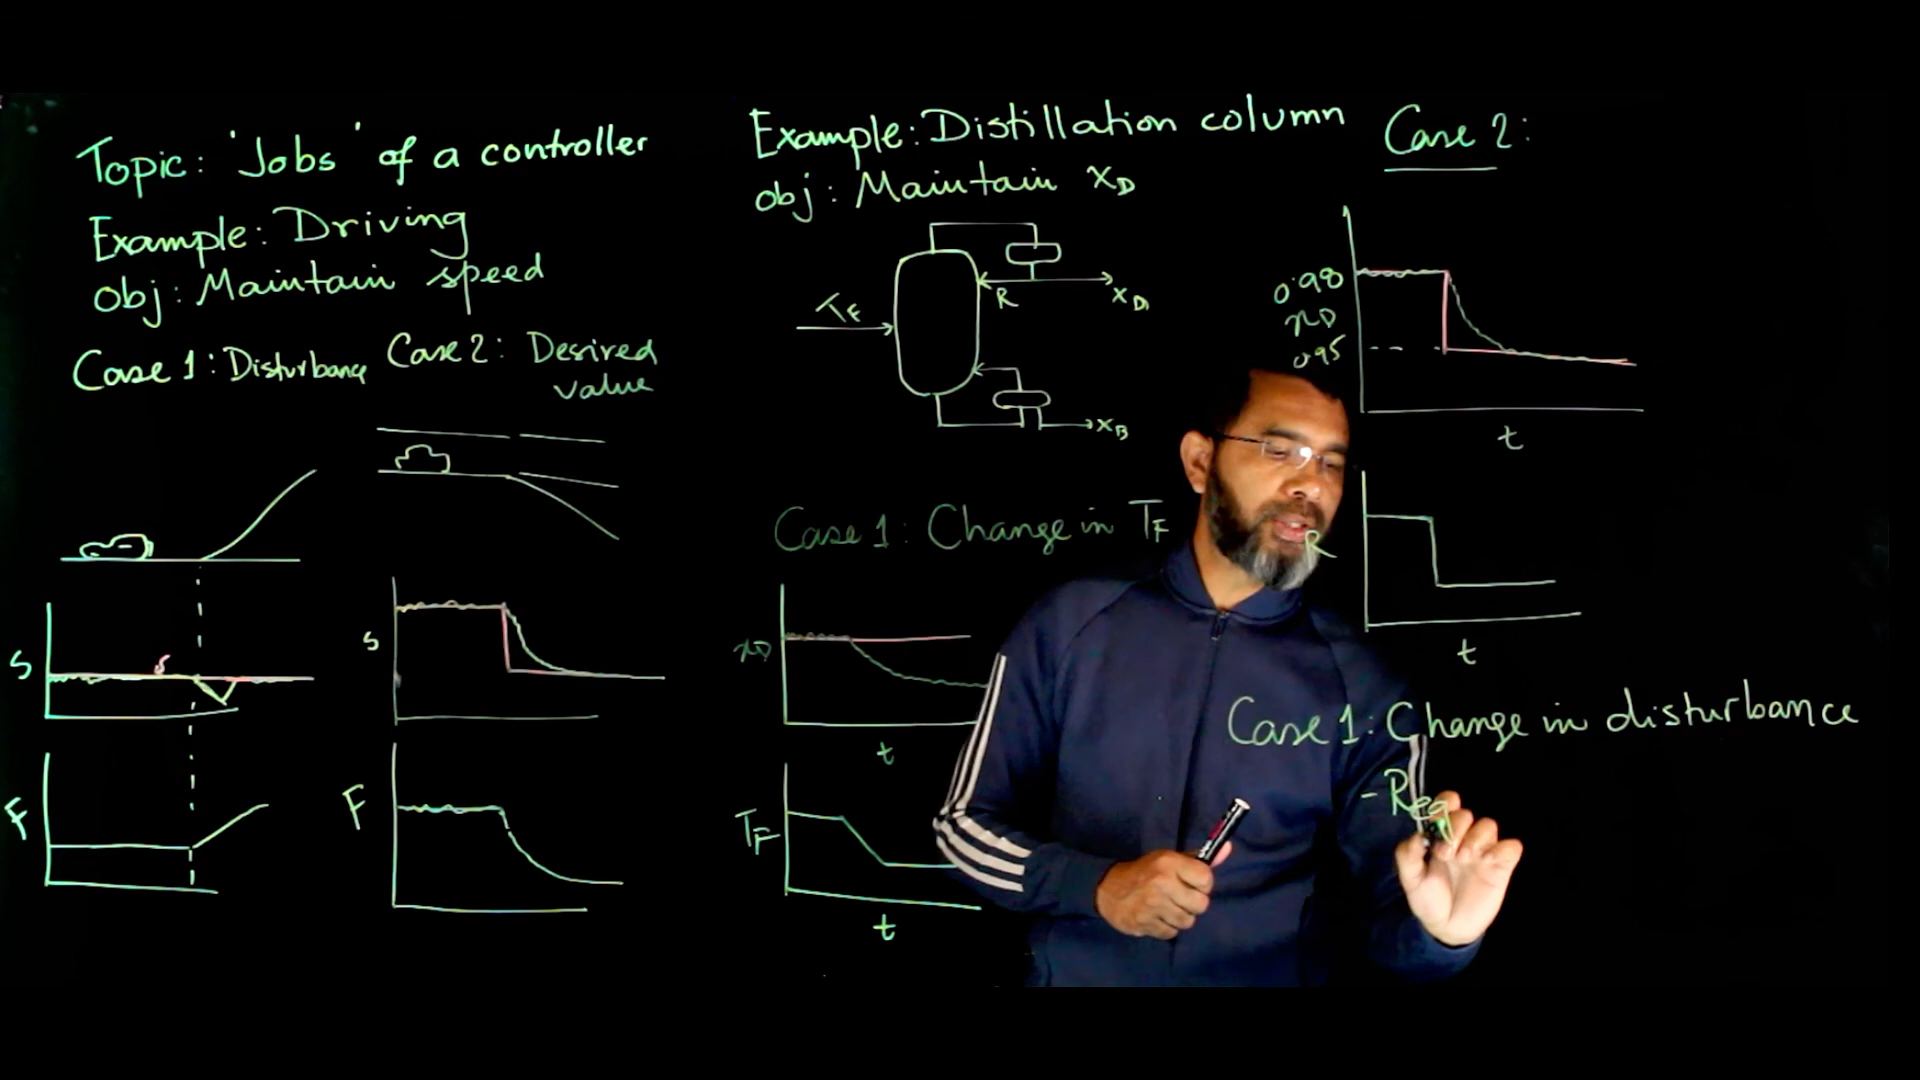 Topic: 'Jobs' of a controller
Example: Driving
Obj: Maintain speed
Case 1: Disturbance
Case 2: Desired
value
S
S
F
S
F
Example: Distillation column
Obj: Maintain XD
TF
R
XD
XB
Case 1: Change in TF
XD
t
TF
t
Case 2:
0.98
XD
0.95
t
R
t
Case 1: Change in disturbance
- Reg